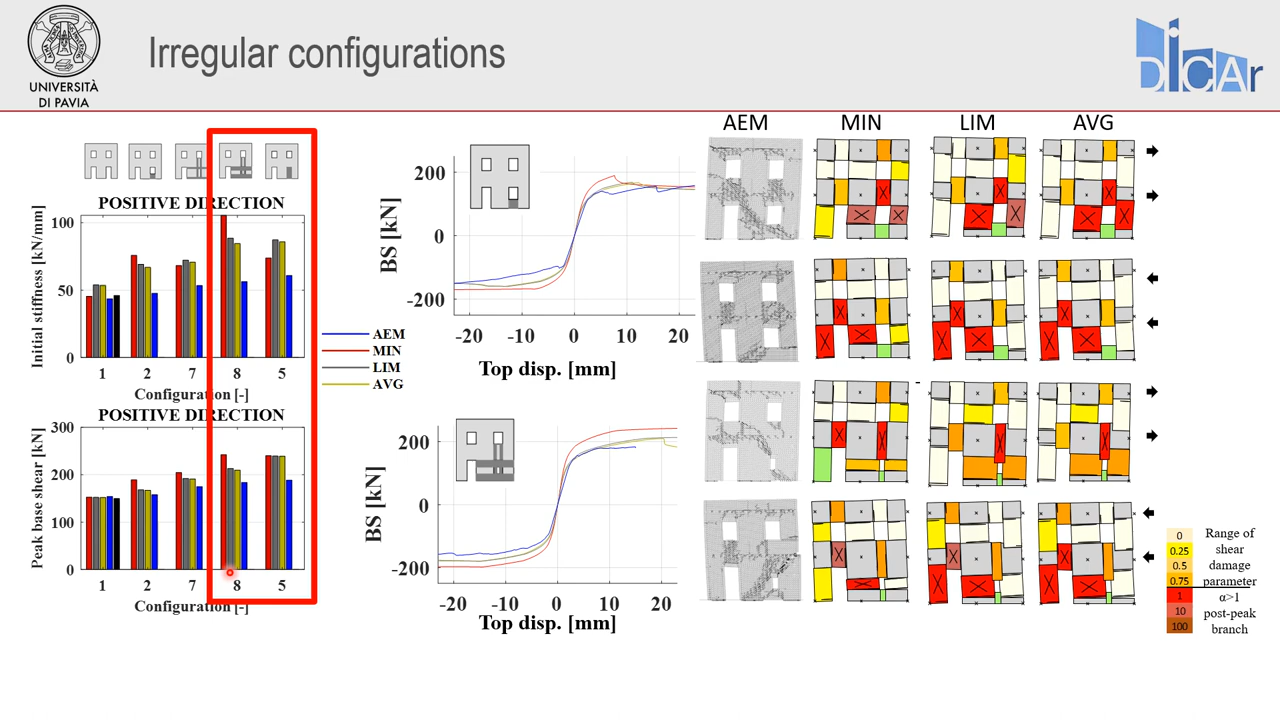 UNIVERSITÀ
DI PAVIA
Irregular configurations
DICAr
POSITIVE DIRECTION
Initial stiffness [kN/mm]
100
50
0
1 2 7 8 5
Configuration [-]
POSITIVE DIRECTION
Peak base shear [kN]
300
200
100
0
1 2 7 8 5
Configuration [-]
AEM
MIN
LIM
AVG
BS [kN]
200
0
-200
-20 -10 0 10 20
Top disp. [mm]
BS [kN]
200
0
-200
-20 -10 0 10 20
Top disp. [mm]
AEM MIN LIM AVG
0
0.25
0.5
0.75
1
10
100
Range of
shear
damage
parameter
α>1
post-peak
branch